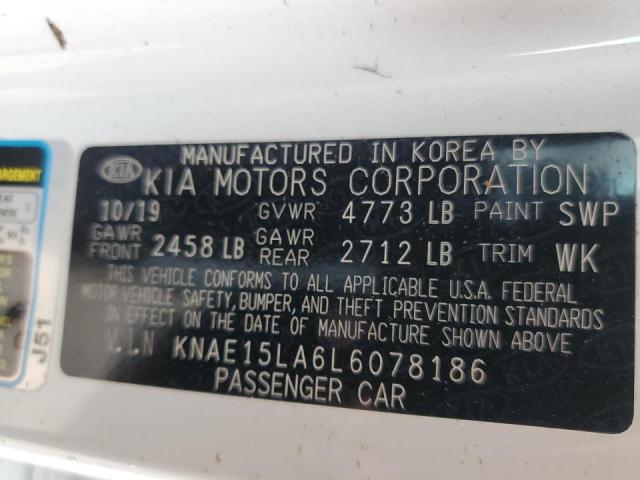 MANUFACTURED IN KOREA BY
KIA KIA MOTORS CORPORATION
10/19 GVWR 4773 LB PAINT SWP
GAWR FRONT 2458 LB GAWR REAR 2712 LB TRIM WK
THIS VEHICLE CONFORMS TO ALL APPLICABLE U.S.A. FEDERAL
MOTOR VEHICLE SAFETY, BUMPER, AND THEFT PREVENTION STANDARDS
IN EFFECT ON THE DATE OF MANUFACTURE SHOWN ABOVE
V.I.N KNAE15LA6L6078186
PASSENGER CAR
J51